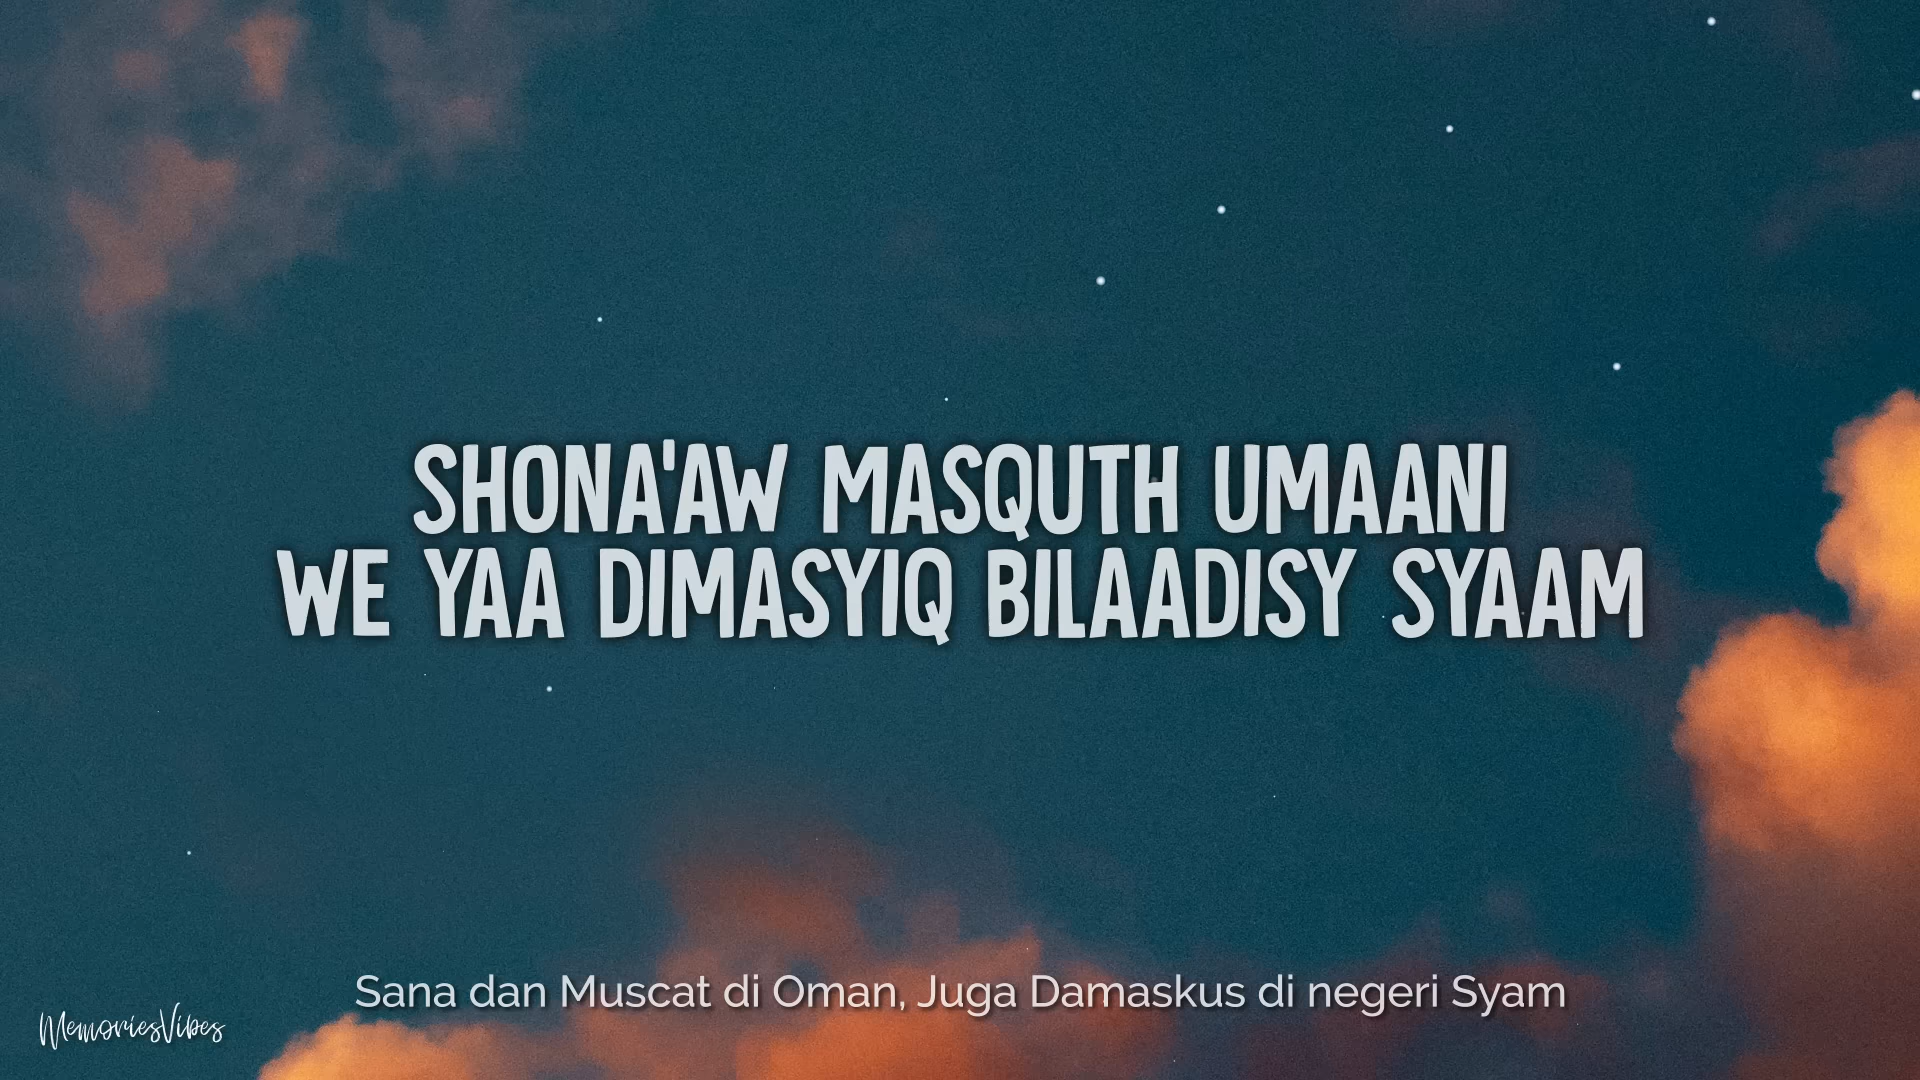 SHONA'AW MASQUTH UMAANI
WE YAA DIMASYIQ BILAADISY SYAAM
Sana dan Muscat di Oman, Juga Damaskus di negeri Syam
MemoriesVibes